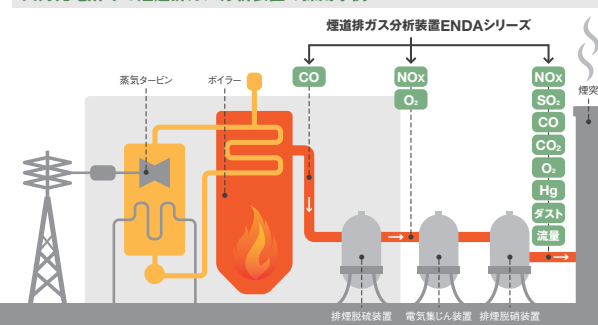 煙道排ガス分析装置ENDAシリーズ
蒸気タービン
ボイラー
CO
NOx
O₂
NOx
SO₂
CO
CO₂
O₂
Hg
ダスト
流量
煙突
排煙脱硫装置
電気集じん装置
排煙脱硝装置